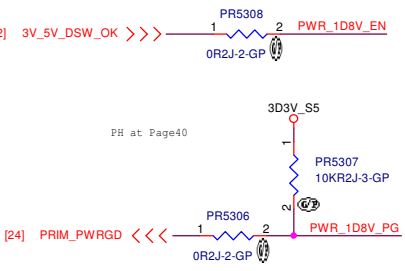 PR5308
2] 3V_5V_DSW_OK 1 2 PWR_1D8V_EN
0R2J-2-GP G/P
3D3V_S5
PH at Page40
1
PR5307
10KR2J-3-GP
2 G/P
PR5306
[24] PRIM_PWRGD 1 2 PWR_1D8V_PG
0R2J-2-GP G/P